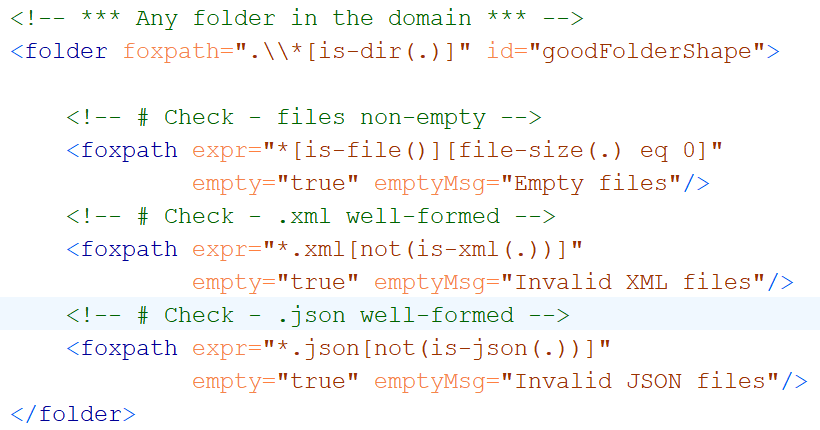 <!-- *** Any folder in the domain *** -->
<folder foxpath=".\\*[is-dir(.)]" id="goodFolderShape">
<!-- # Check - files non-empty -->
<foxpath expr="*[is-file()][file-size(.) eq 0]"
empty="true" emptyMsg="Empty files"/>
<!-- # Check - .xml well-formed -->
<foxpath expr="*.xml[not(is-xml(.))]"
empty="true" emptyMsg="Invalid XML files"/>
<!-- # Check - .json well-formed -->
<foxpath expr="*.json[not(is-json(.))]"
empty="true" emptyMsg="Invalid JSON files"/>
</folder>